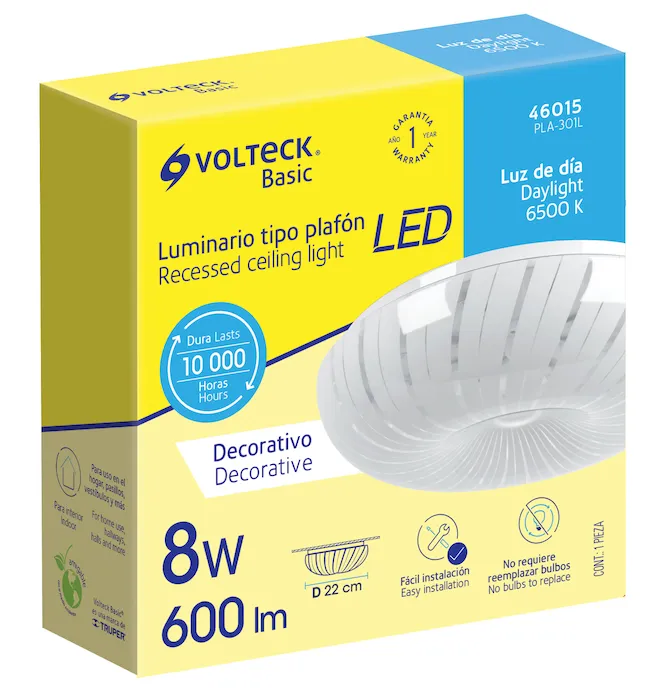 VOLTECK
Basic
Luz de día
Daylight
6500 K
VOLTECK®
Basic
GARANTÍA
AÑO 1 YEAR
WARRANTY
46015
PLA-301L
Luz de día
Daylight
6500 K
Luminario tipo plafón
Recessed ceiling light
LED
Dura Lasts
10 000
Horas
Hours
Decorativo
Decorative
8W
600 lm
D 22 cm
Fácil instalación
Easy installation
No requiere
reemplazar bulbos
No bulbs to replace
CONT.: 1 PIEZA
Para interior
Indoor
Para uso en el
hogar, pasillos,
vestíbulos y más
For home use,
hallways,
halls and more
Volteck Basic®
es una marca de
TRUPER®